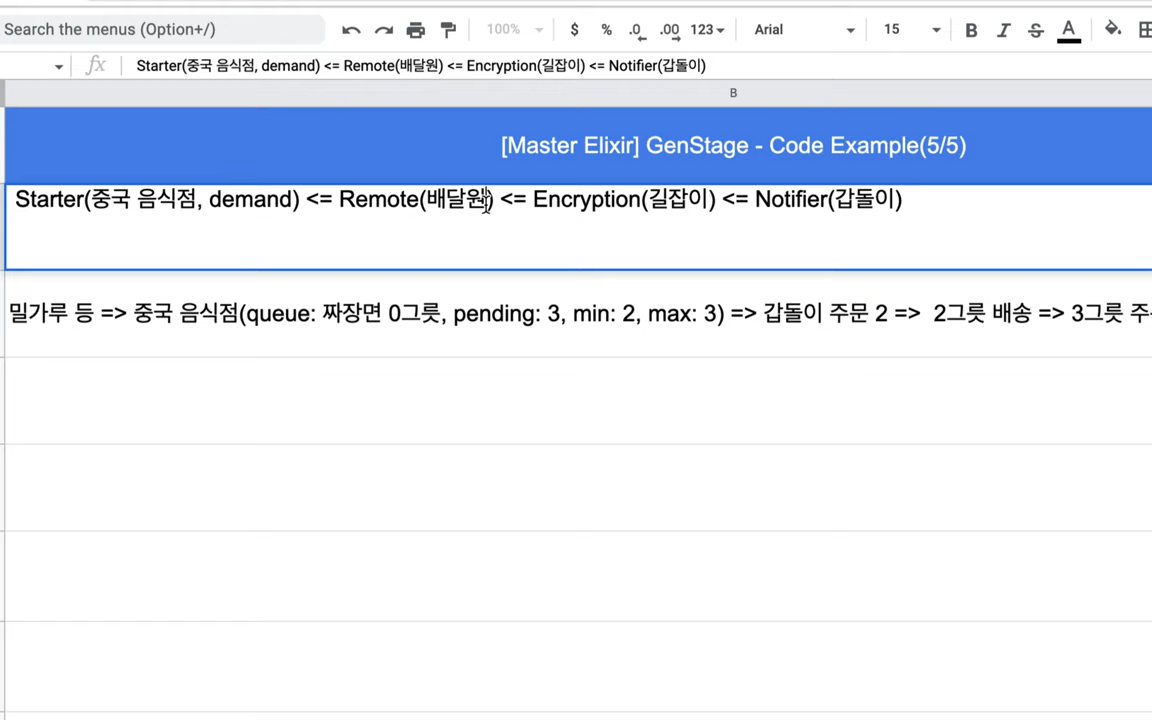 Search the menus (Option+/)
100%
$ % .0 .00 123
Arial
15
B I S A
fx
Starter(중국 음식점, demand) <= Remote(배달원) <= Encryption(길잡이) <= Notifier(갑돌이)
B
[Master Elixir] GenStage - Code Example(5/5)
Starter(중국 음식점, demand) <= Remote(배달원) <= Encryption(길잡이) <= Notifier(갑돌이)
밀가루 등 => 중국 음식점(queue: 짜장면 0그릇, pending: 3, min: 2, max: 3) => 갑돌이 주문 2 => 2그릇 배송 => 3그릇 주